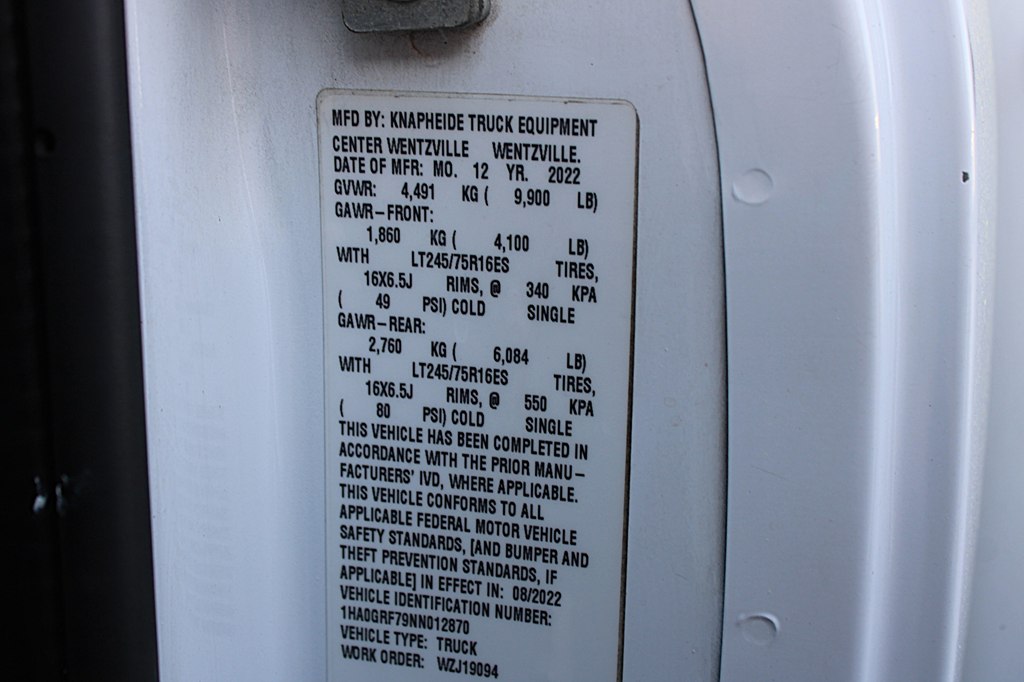 MFD BY: KNAPHEIDE TRUCK EQUIPMENT
CENTER WENTZVILLE WENTZVILLE.
DATE OF MFR: MO. 12 YR. 2022
GVWR: 4,491 KG ( 9,900 LB)
GAWR-FRONT:
1,860 KG ( 4,100 LB)
WITH LT245/75R16ES TIRES,
16X6.5J RIMS, @ 340 KPA
( 49 PSI) COLD SINGLE
GAWR-REAR:
2,760 KG ( 6,084 LB)
WITH LT245/75R16ES TIRES,
16X6.5J RIMS, @ 550 KPA
( 80 PSI) COLD SINGLE
THIS VEHICLE HAS BEEN COMPLETED IN
ACCORDANCE WITH THE PRIOR MANU-
FACTURERS' IVD, WHERE APPLICABLE.
THIS VEHICLE CONFORMS TO ALL
APPLICABLE FEDERAL MOTOR VEHICLE
SAFETY STANDARDS, [AND BUMPER AND
THEFT PREVENTION STANDARDS, IF
APPLICABLE] IN EFFECT IN: 08/2022
VEHICLE IDENTIFICATION NUMBER:
1HA0GRF79NN012870
VEHICLE TYPE: TRUCK
WORK ORDER: WZJ19094